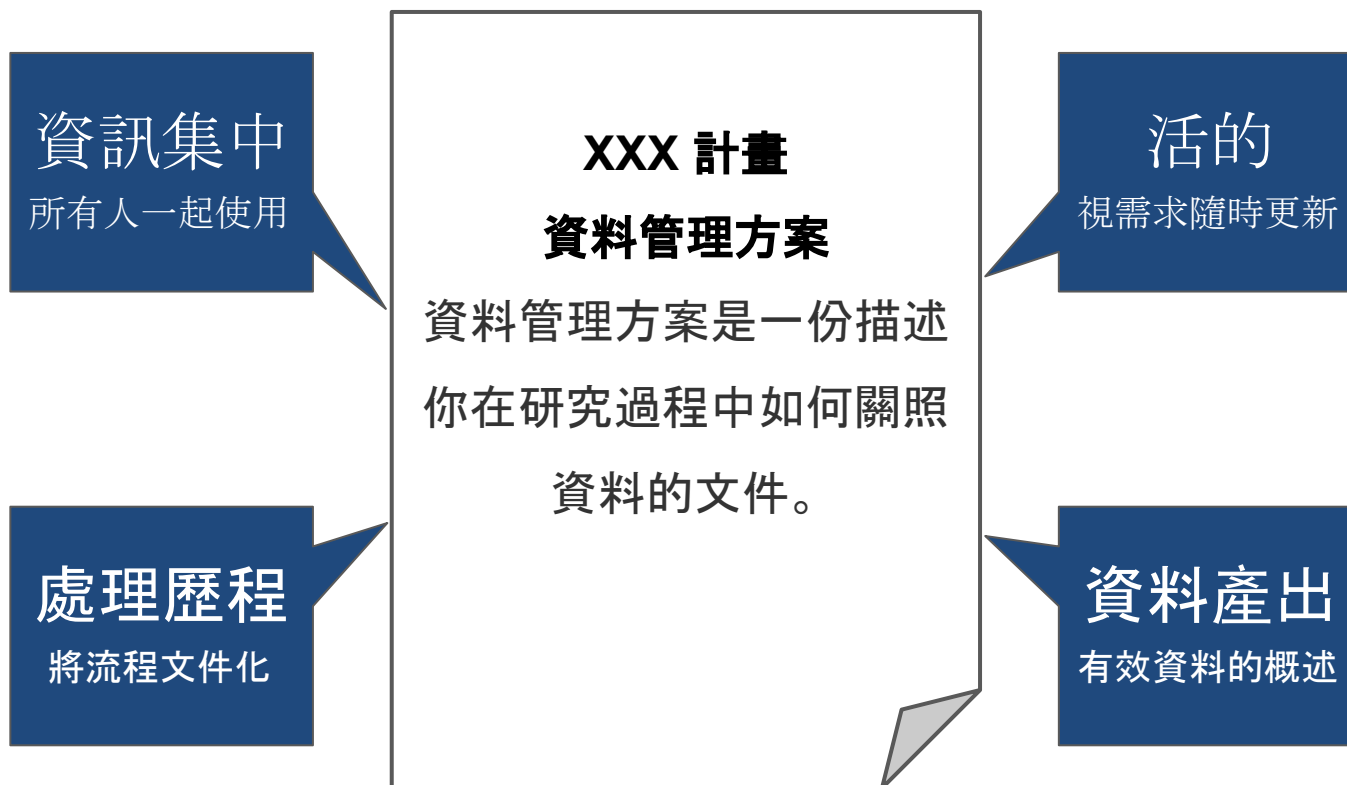 資訊集中
所有人一起使用
XXX 計畫
資料管理方案
資料管理方案是一份描述
你在研究過程中如何關照
資料的文件。
活的
視需求隨時更新
處理歷程
將流程文件化
資料產出
有效資料的概述